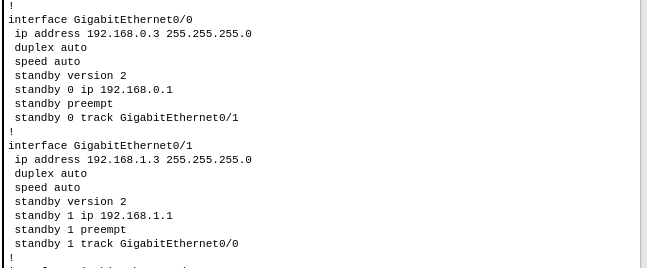 !
interface GigabitEthernet0/0
 ip address 192.168.0.3 255.255.255.0
 duplex auto
 speed auto
 standby version 2
 standby 0 ip 192.168.0.1
 standby preempt
 standby 0 track GigabitEthernet0/1
!
interface GigabitEthernet0/1
 ip address 192.168.1.3 255.255.255.0
 duplex auto
 speed auto
 standby version 2
 standby 1 ip 192.168.1.1
 standby 1 preempt
 standby 1 track GigabitEthernet0/0
!